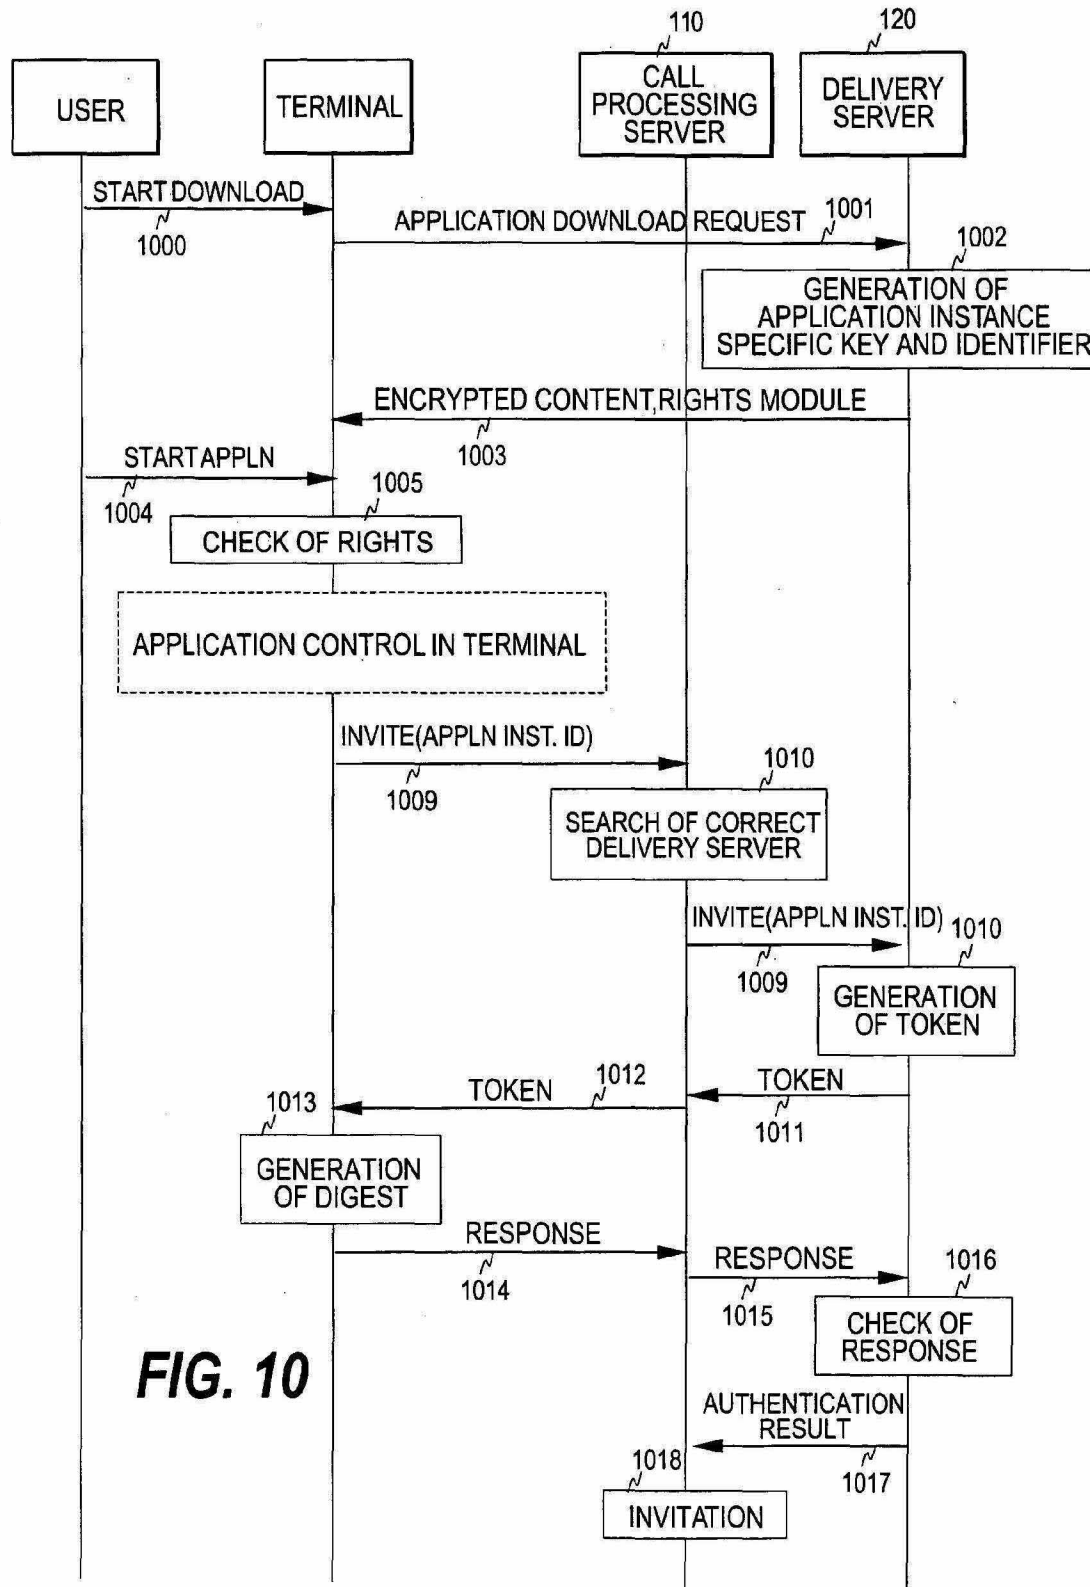 110
120
USER
TERMINAL
CALL
PROCESSING
SERVER
DELIVERY
SERVER
START DOWNLOAD
1000
APPLICATION DOWNLOAD REQUEST
1001
1002
GENERATION OF
APPLICATION INSTANCE
SPECIFIC KEY AND IDENTIFIER
ENCRYPTED CONTENT,RIGHTS MODULE
1003
START APPLN
1004
1005
CHECK OF RIGHTS
APPLICATION CONTROL IN TERMINAL
INVITE(APPLN INST. ID)
1009
1010
SEARCH OF CORRECT
DELIVERY SERVER
INVITE(APPLN INST. ID)
1009
1010
GENERATION
OF TOKEN
TOKEN
1011
TOKEN
1012
1013
GENERATION
OF DIGEST
RESPONSE
1014
RESPONSE
1015
1016
CHECK OF
RESPONSE
FIG. 10
AUTHENTICATION
RESULT
1017
1018
INVITATION